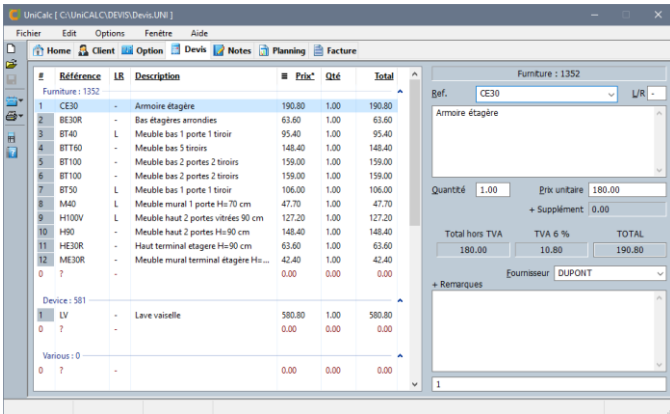 UniCalc [ C:\UniCALC\DEVIS\Devis.UNI ]
Fichier Edit Options Fenêtre Aide
Home Client Option Devis Notes Planning Facture
# Référence LR Description Prix* Qté Total
Furniture : 1352
1 CE30 - Armoire étagère 190.80 1.00 190.80
2 BE30R - Bas étagères arrondies 63.60 1.00 63.60
3 BT40 L Meuble bas 1 porte 1 tiroir 95.40 1.00 95.40
4 BTT60 - Meuble bas 5 tiroirs 148.40 1.00 148.40
5 BT100 - Meuble bas 2 portes 2 tiroirs 159.00 1.00 159.00
6 BT100 - Meuble bas 2 portes 2 tiroirs 159.00 1.00 159.00
7 BT50 L Meuble bas 1 porte 1 tiroir 106.00 1.00 106.00
8 M40 L Meuble mural 1 porte H=70 cm 47.70 1.00 47.70
9 H100V L Meuble haut 2 portes vitrées 90 cm 127.20 1.00 127.20
10 H90 - Meuble haut 2 portes H=90 cm 148.40 1.00 148.40
11 HE30R - Haut terminal etagere H=90 cm 63.60 1.00 63.60
12 ME30R - Meuble mural terminal étagère H=... 42.40 1.00 42.40
0 ? - 0.00 0.00 0.00
Device : 581
1 LV - Lave vaiselle 580.80 1.00 580.80
0 ? - 0.00 0.00 0.00
Various : 0
0 ? - 0.00 0.00 0.00
Furniture : 1352
Ref. CE30 L/R -
Armoire étagère
Quantité 1.00 Prix unitaire 180.00
+ Supplément 0.00
Total hors TVA TVA 6 % TOTAL
180.00 10.80 190.80
Fournisseur DUPONT
+ Remarques
1